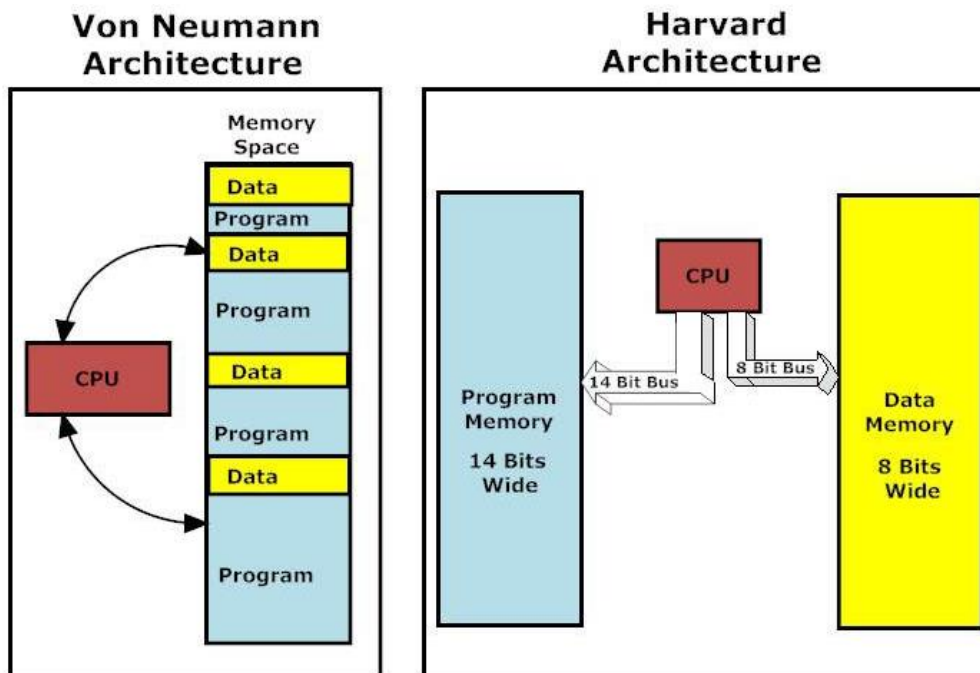 Von Neumann
Architecture
Memory
Space
Data
Program
Data
Program
CPU
Data
Program
Data
Program
Harvard
Architecture
CPU
14 Bit Bus
8 Bit Bus
Program
Memory
14 Bits
Wide
Data
Memory
8 Bits
Wide